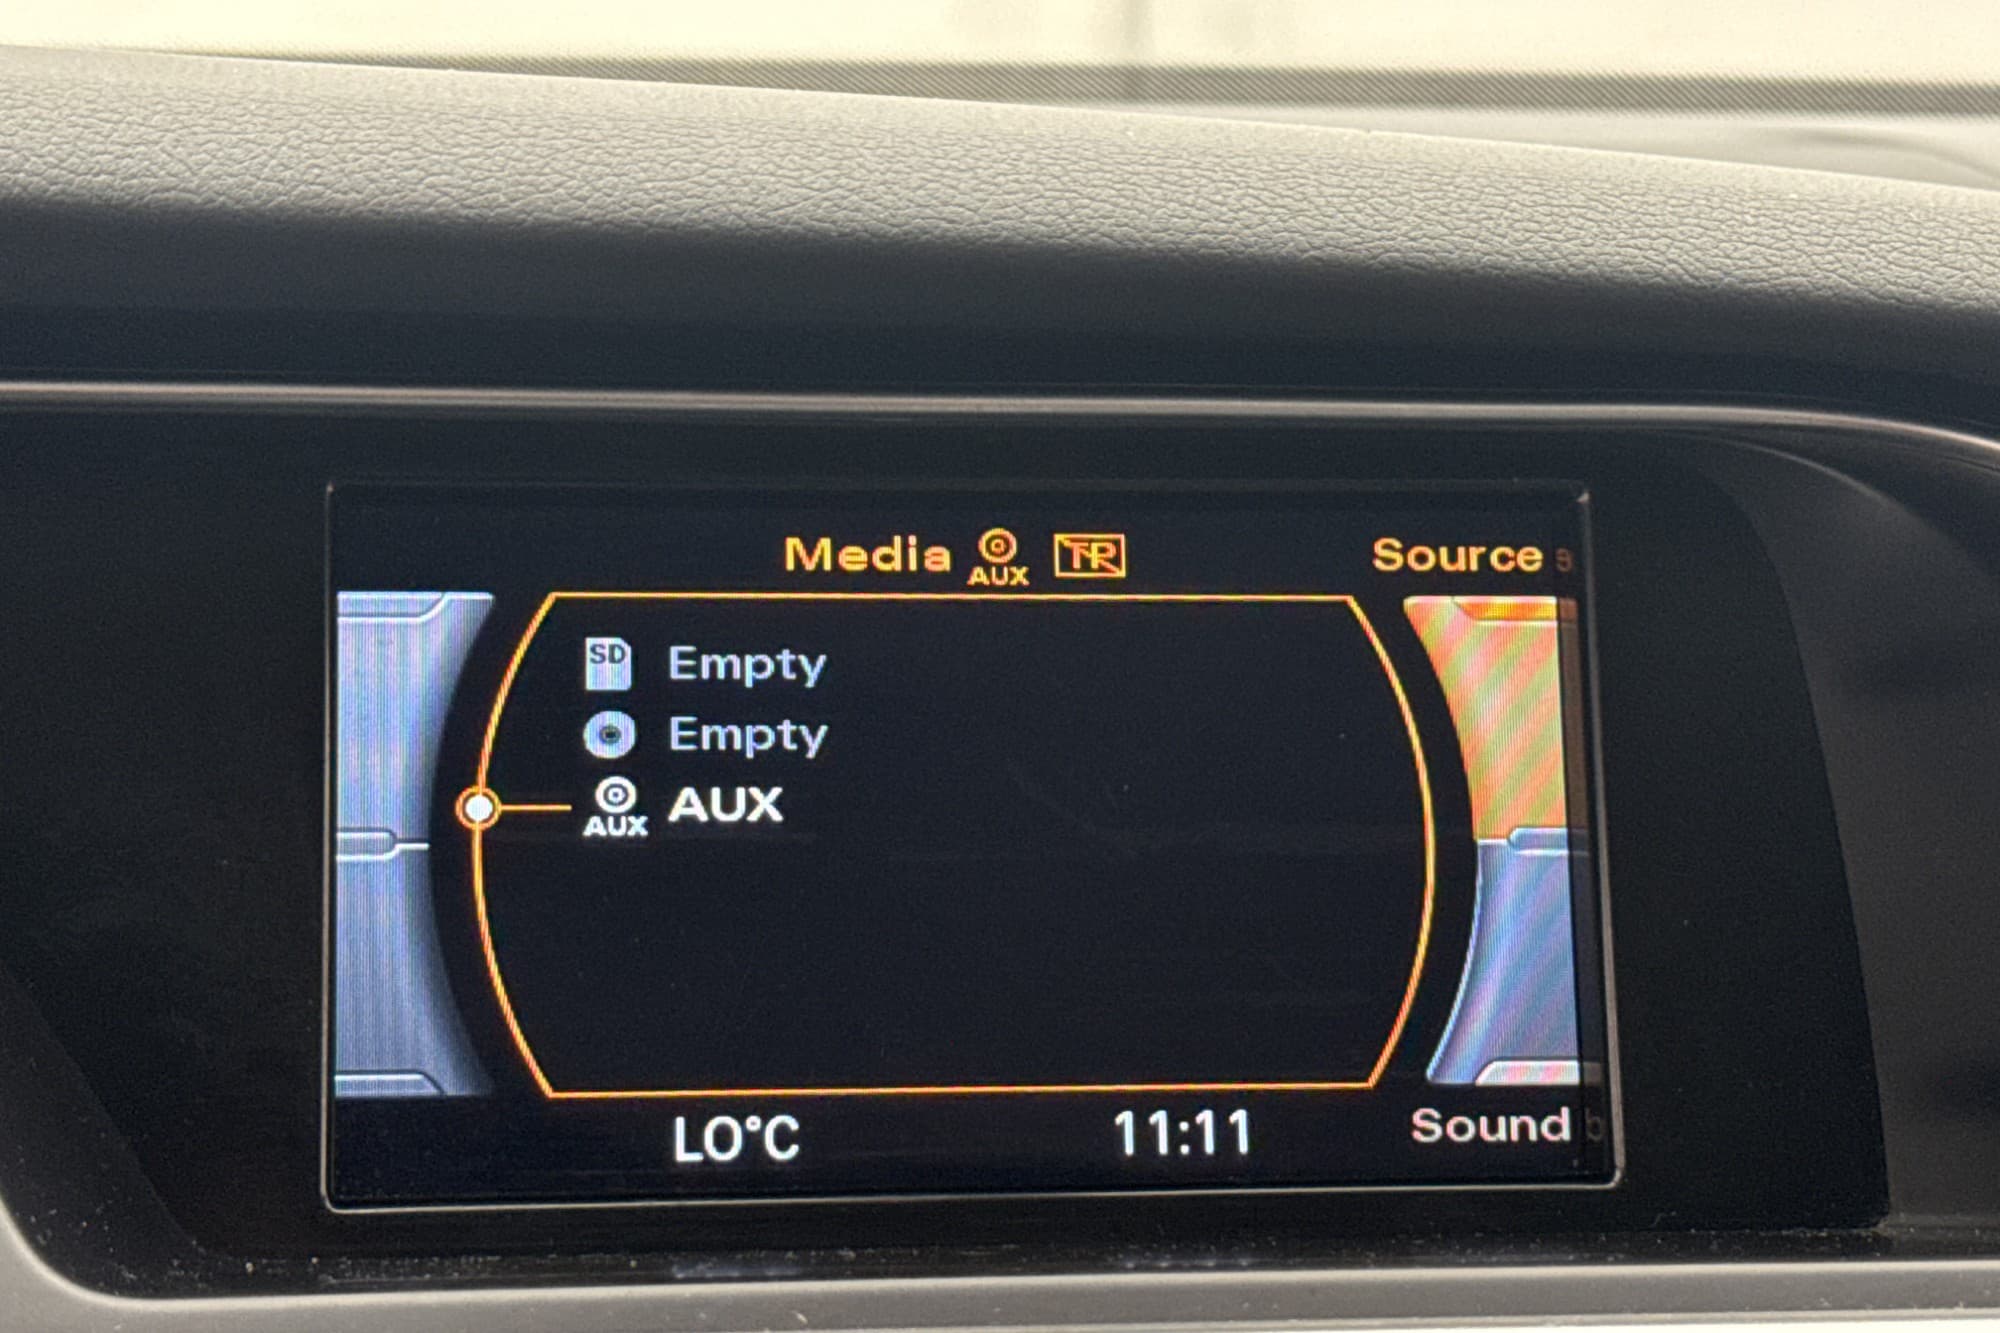 Media AUX TP Source
SD Empty
Empty
AUX AUX
LO°C 11:11 Sound